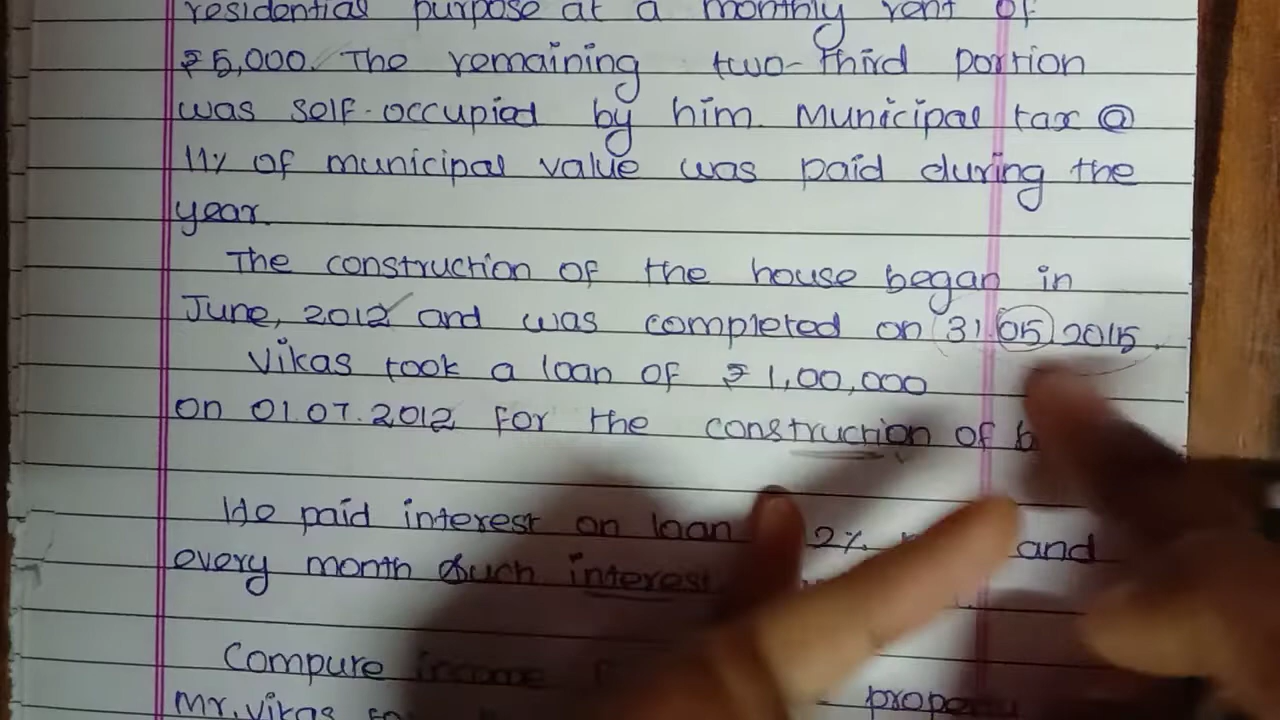 residential purpose at a monthly rent of
₹5,000. The remaining two-third portion
was self-occupied by him. Municipal tax @
11% of municipal value was paid during the
year.
The construction of the house began in
June, 2012 and was completed on 31.05.2015.
Vikas took a loan of ₹1,00,000
on 01.07.2012 for the construction of
He paid interest on loan 2% and
every month such interest
Compute income property
Mr. Vikas